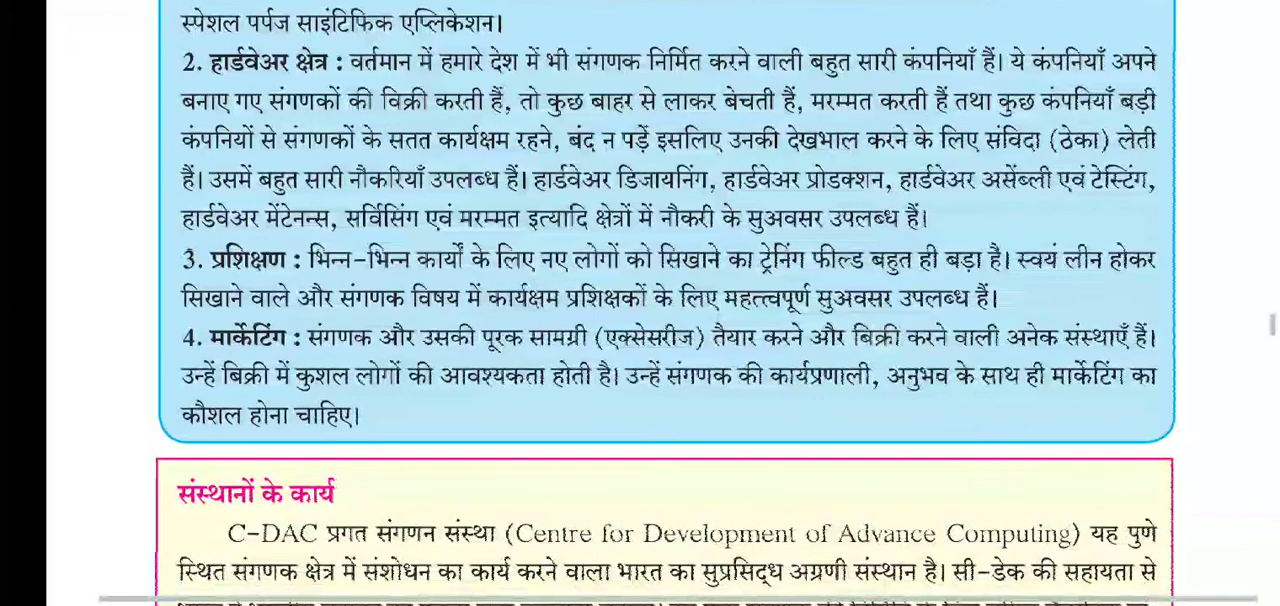 स्पेशल पर्पज साइंटिफिक एप्लिकेशन।
2. हार्डवेअर क्षेत्र : वर्तमान में हमारे देश में भी संगणक निर्मित करने वाली बहुत सारी कंपनियाँ हैं। ये कंपनियाँ अपने
बनाए गए संगणकों की विक्री करती हैं, तो कुछ बाहर से लाकर बेचती हैं, मरम्मत करती हैं तथा कुछ कंपनियाँ बड़ी
कंपनियों से संगणकों के सतत कार्यक्षम रहने, बंद न पड़ें इसलिए उनकी देखभाल करने के लिए संविदा (ठेका) लेती
हैं। उसमें बहुत सारी नौकरियाँ उपलब्ध हैं। हार्डवेअर डिजायनिंग, हार्डवेअर प्रोडक्शन, हार्डवेअर असेंब्ली एवं टेस्टिंग,
हार्डवेअर मेंटेनन्स, सर्विसिंग एवं मरम्मत इत्यादि क्षेत्रों में नौकरी के सुअवसर उपलब्ध हैं।
3. प्रशिक्षण : भिन्न-भिन्न कार्यों के लिए नए लोगों को सिखाने का ट्रेनिंग फील्ड बहुत ही बड़ा है। स्वयं लीन होकर
सिखाने वाले और संगणक विषय में कार्यक्षम प्रशिक्षकों के लिए महत्त्वपूर्ण सुअवसर उपलब्ध हैं।
4. मार्केटिंग : संगणक और उसकी पूरक सामग्री (एक्सेसरीज) तैयार करने और बिक्री करने वाली अनेक संस्थाएँ हैं।
उन्हें बिक्री में कुशल लोगों की आवश्यकता होती है। उन्हें संगणक की कार्यप्रणाली, अनुभव के साथ ही मार्केटिंग का
कौशल होना चाहिए।
संस्थानों के कार्य
C-DAC प्रगत संगणन संस्था (Centre for Development of Advance Computing) यह पुणे
स्थित संगणक क्षेत्र में संशोधन का कार्य करने वाला भारत का सुप्रसिद्ध अग्रणी संस्थान है। सी-डेक की सहायता से